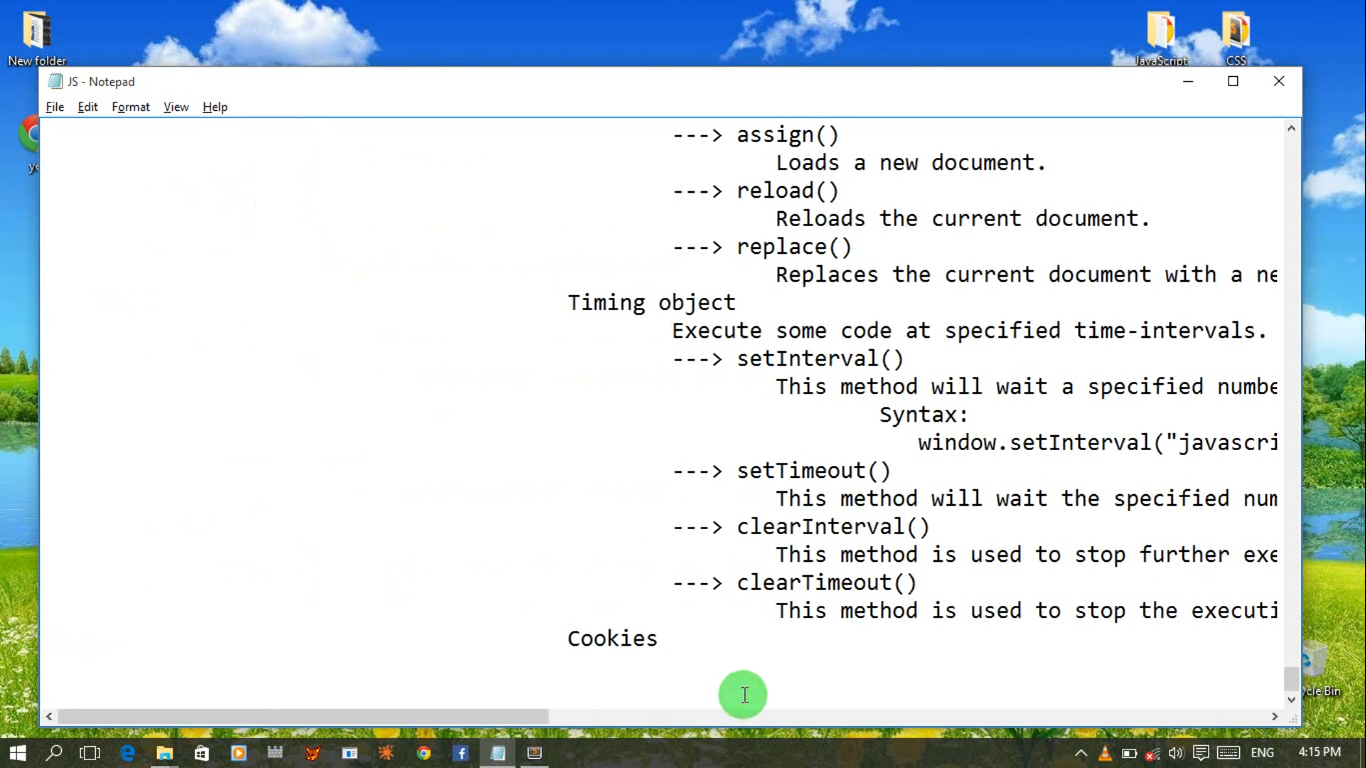 New folder
JavaScript
CSS
JS - Notepad
File Edit Format View Help
---> assign()
Loads a new document.
---> reload()
Reloads the current document.
---> replace()
Replaces the current document with a ne
Timing object
Execute some code at specified time-intervals.
---> setInterval()
This method will wait a specified numbe
Syntax:
window.setInterval("javascri
---> setTimeout()
This method will wait the specified num
---> clearInterval()
This method is used to stop further exe
---> clearTimeout()
This method is used to stop the executi
Cookies
ycle Bin
ENG
4:15 PM